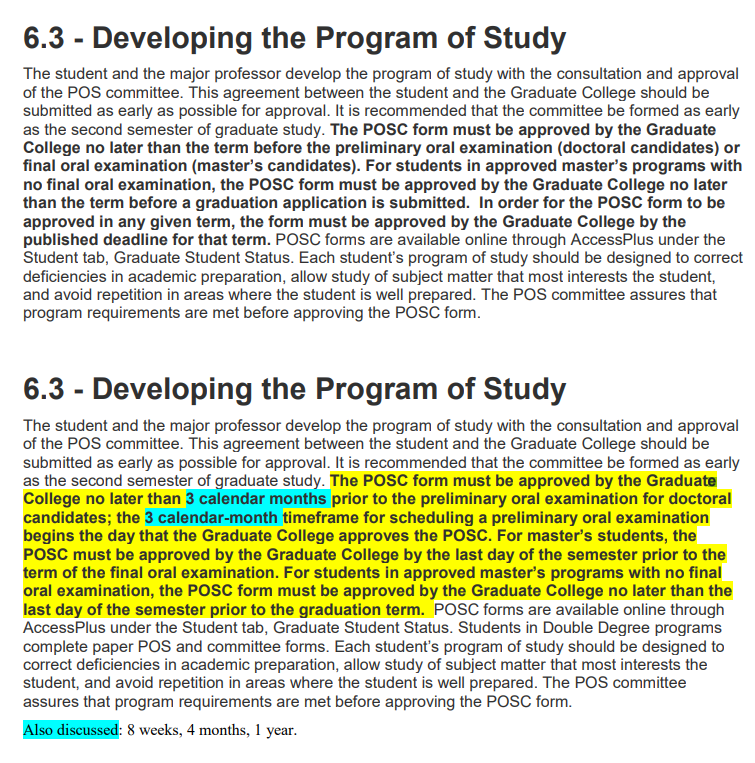 6.3 - Developing the Program of Study
The student and the major professor develop the program of study with the consultation and approval
of the POS committee. This agreement between the student and the Graduate College should be
submitted as early as possible for approval. It is recommended that the committee be formed as early
as the second semester of graduate study. The POSC form must be approved by the Graduate
College no later than the term before the preliminary oral examination (doctoral candidates) or
final oral examination (master's candidates). For students in approved master's programs with
no final oral examination, the POSC form must be approved by the Graduate College no later
than the term before a graduation application is submitted. In order for the POSC form to be
approved in any given term, the form must be approved by the Graduate College by the
published deadline for that term. POSC forms are available online through AccessPlus under the
Student tab, Graduate Student Status. Each student's program of study should be designed to correct
deficiencies in academic preparation, allow study of subject matter that most interests the student,
and avoid repetition in areas where the student is well prepared. The POS committee assures that
program requirements are met before approving the POSC form.
6.3 - Developing the Program of Study
The student and the major professor develop the program of study with the consultation and approval
of the POS committee. This agreement between the student and the Graduate College should be
submitted as early as possible for approval. It is recommended that the committee be formed as early
as the second semester of graduate study. The POSC form must be approved by the Graduate
College no later than 3 calendar months prior to the preliminary oral examination for doctoral
candidates; the 3 calendar-month timeframe for scheduling a preliminary oral examination
begins the day that the Graduate College approves the POSC. For master's students, the
POSC must be approved by the Graduate College by the last day of the semester prior to the
term of the final oral examination. For students in approved master's programs with no final
oral examination, the POSC form must be approved by the Graduate College no later than the
last day of the semester prior to the graduation term. POSC forms are available online through
AccessPlus under the Student tab, Graduate Student Status. Students in Double Degree programs
complete paper POS and committee forms. Each student's program of study should be designed to
correct deficiencies in academic preparation, allow study of subject matter that most interests the
student, and avoid repetition in areas where the student is well prepared. The POS committee
assures that program requirements are met before approving the POSC form.
Also discussed: 8 weeks, 4 months, 1 year.